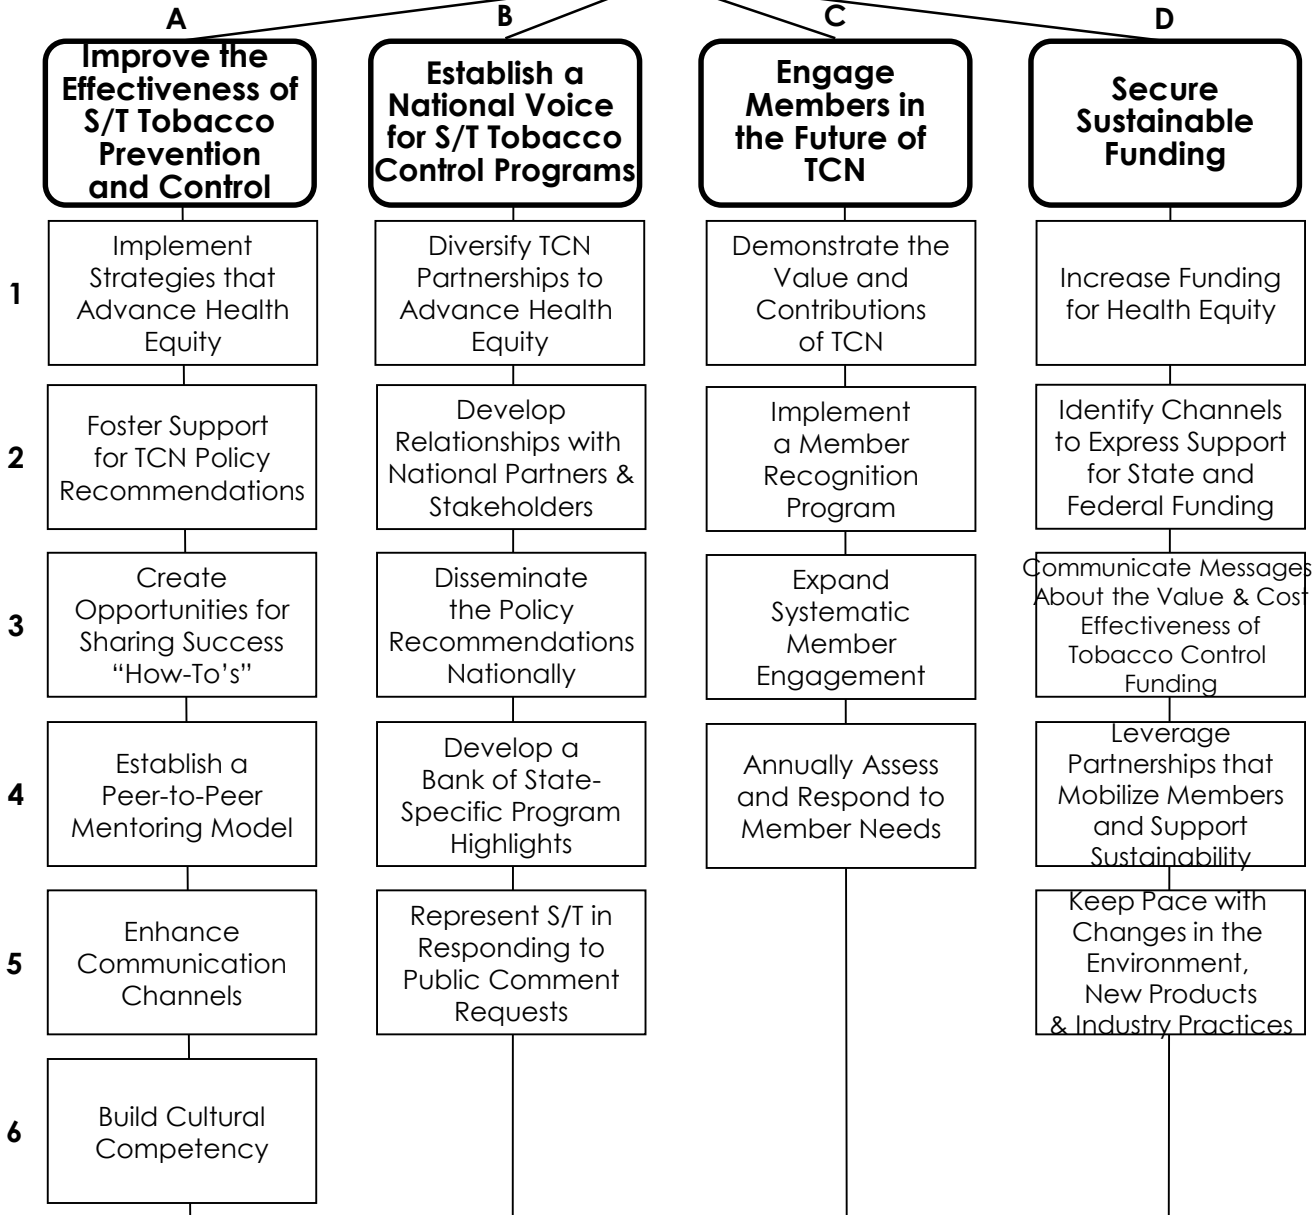 A
B
C
D
Improve the
Effectiveness of
S/T Tobacco
Prevention
and Control
Establish a
National Voice
for S/T Tobacco
Control Programs
Engage
Members in
the Future of
TCN
Secure
Sustainable
Funding
1
Implement
Strategies that
Advance Health
Equity
Diversify TCN
Partnerships to
Advance Health
Equity
Demonstrate the
Value and
Contributions
of TCN
Increase Funding
for Health Equity
2
Foster Support
for TCN Policy
Recommendations
Develop
Relationships with
National Partners &
Stakeholders
Implement
a Member
Recognition
Program
Identify Channels
to Express Support
for State and
Federal Funding
3
Create
Opportunities for
Sharing Success
“How-To’s”
Disseminate
the Policy
Recommendations
Nationally
Expand
Systematic
Member
Engagement
Communicate Messages
About the Value & Cost
Effectiveness of
Tobacco Control
Funding
4
Establish a
Peer-to-Peer
Mentoring Model
Develop a
Bank of State-
Specific Program
Highlights
Annually Assess
and Respond to
Member Needs
Leverage
Partnerships that
Mobilize Members
and Support
Sustainability
5
Enhance
Communication
Channels
Represent S/T in
Responding to
Public Comment
Requests
Keep Pace with
Changes in the
Environment,
New Products
& Industry Practices
6
Build Cultural
Competency